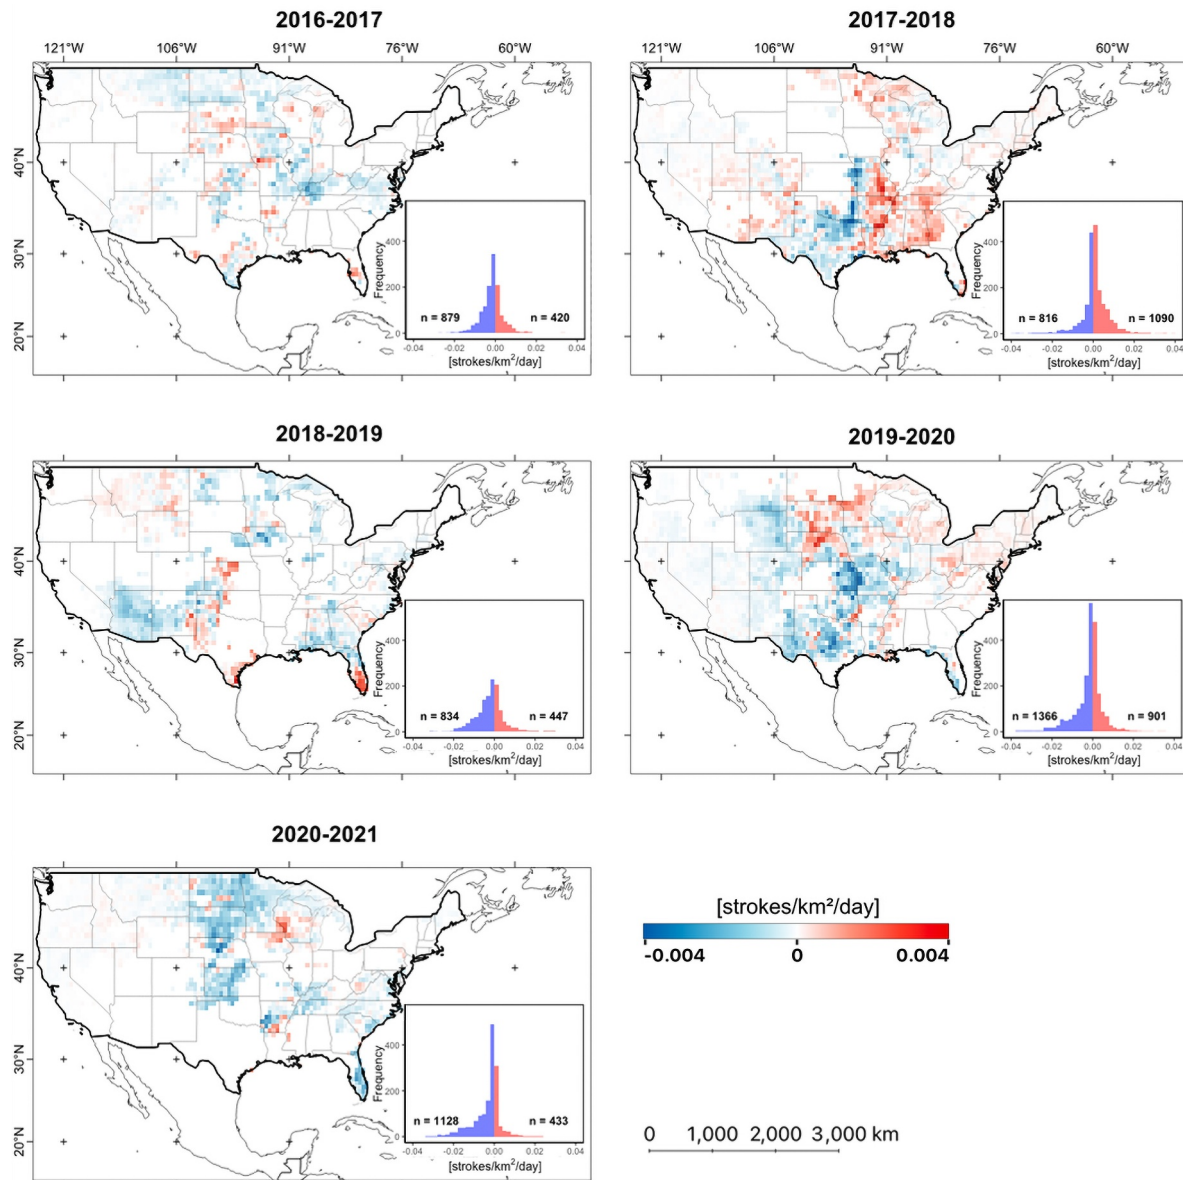 2016-2017
2017-2018
121°W 106°W 91°W 76°W 60°W
121°W 106°W 91°W 76°W 60°W
40°N
30°N
20°N
Frequency
400
200
0
n = 879 n = 420
-0.04 -0.02 0.00 0.02 0.04
[strokes/km²/day]
Frequency
400
200
0
n = 816 n = 1090
-0.04 -0.02 0.00 0.02 0.04
[strokes/km²/day]
2018-2019
2019-2020
40°N
30°N
20°N
Frequency
400
200
0
n = 834 n = 447
-0.04 -0.02 0.00 0.02 0.04
[strokes/km²/day]
Frequency
400
200
0
n = 1366 n = 901
-0.04 -0.02 0.00 0.02 0.04
[strokes/km²/day]
2020-2021
40°N
30°N
20°N
Frequency
400
200
0
n = 1128 n = 433
-0.04 -0.02 0.00 0.02 0.04
[strokes/km²/day]
[strokes/km²/day]
-0.004 0 0.004
0 1,000 2,000 3,000 km